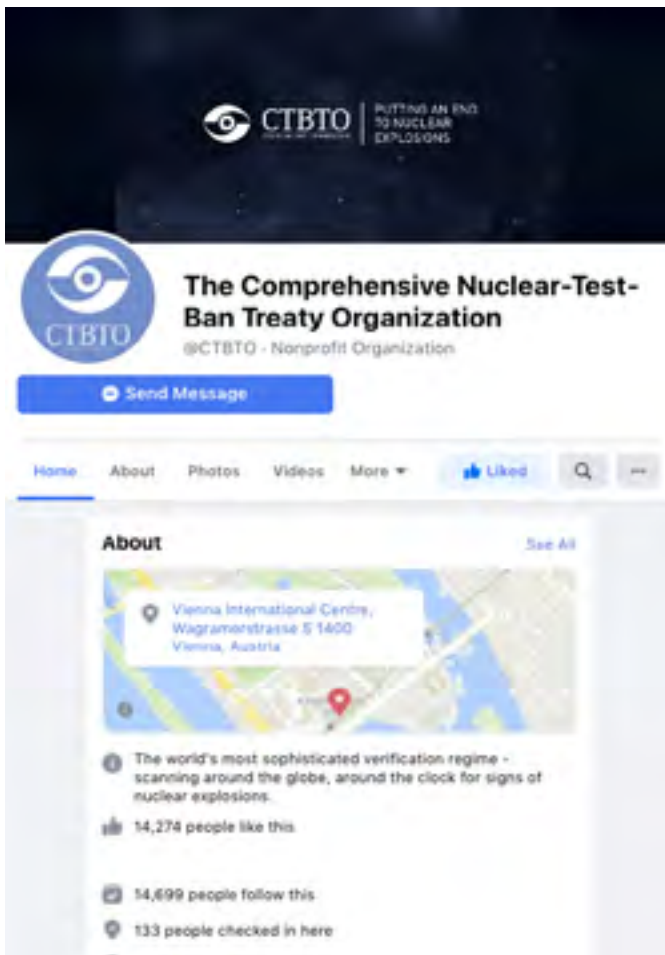 CTBTO
PUTTING AN END
TO NUCLEAR
EXPLOSIONS
CTBTO
The Comprehensive Nuclear-Test-
Ban Treaty Organization
@CTBTO - Nonprofit Organization
Send Message
Home About Photos Videos More Liked
About See All
Vienna International Centre,
Wagramerstrasse 5 1400
Vienna, Austria
The world's most sophisticated verification regime -
scanning around the globe, around the clock for signs of
nuclear explosions.
14,274 people like this
14,699 people follow this
133 people checked in here